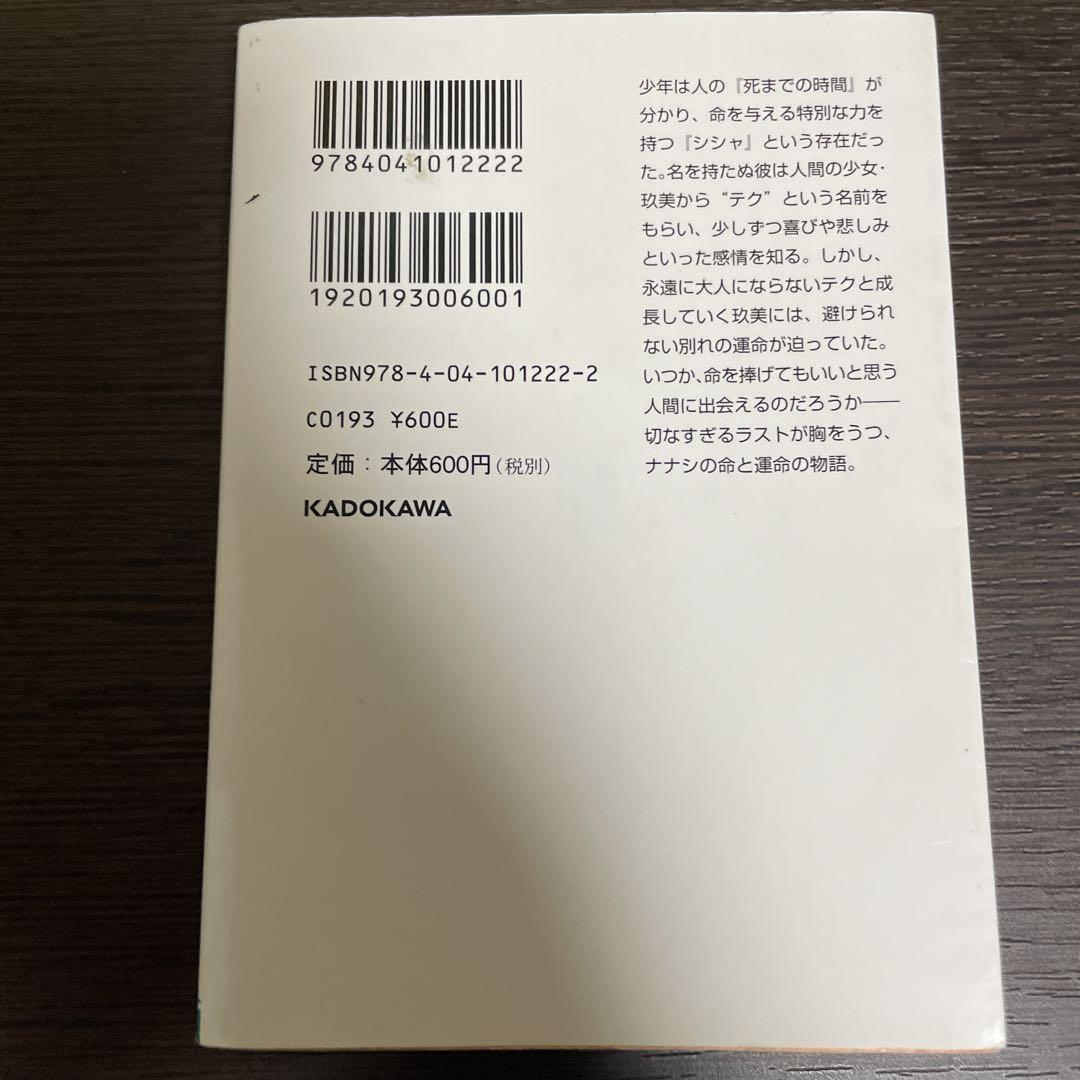 9784041012222
1920193006001
ISBN978-4-04-101222-2
C0193 ¥600E
定価：本体600円(税別)
KADOKAWA
少年は人の『死までの時間』が
分かり、命を与える特別な力を
持つ『シシャ』という存在だっ
た。名を持たぬ彼は人間の少女・
玖美から“テク”という名前を
もらい、少しずつ喜びや悲しみ
といった感情を知る。しかし、
永遠に大人にならないテクと成
長していく玖美には、避けられ
ない別れの運命が迫っていた。
いつか、命を捧げてもいいと思う
人間に出会えるのだろうか――
切なすぎるラストが胸をうつ、
ナナシの命と運命の物語。